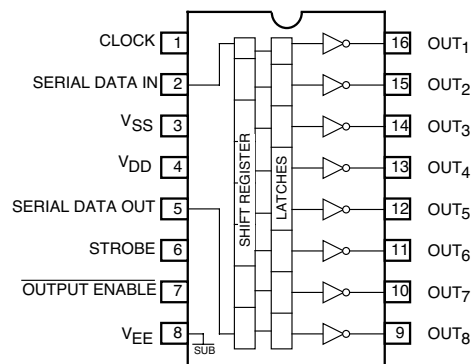 CLOCK 1
SERIAL DATA IN 2
VSS 3
VDD 4
SERIAL DATA OUT 5
STROBE 6
OUTPUT ENABLE 7
VEE 8
SUB
SHIFT REGISTER
LATCHES
16 OUT1
15 OUT2
14 OUT3
13 OUT4
12 OUT5
11 OUT6
10 OUT7
9 OUT8